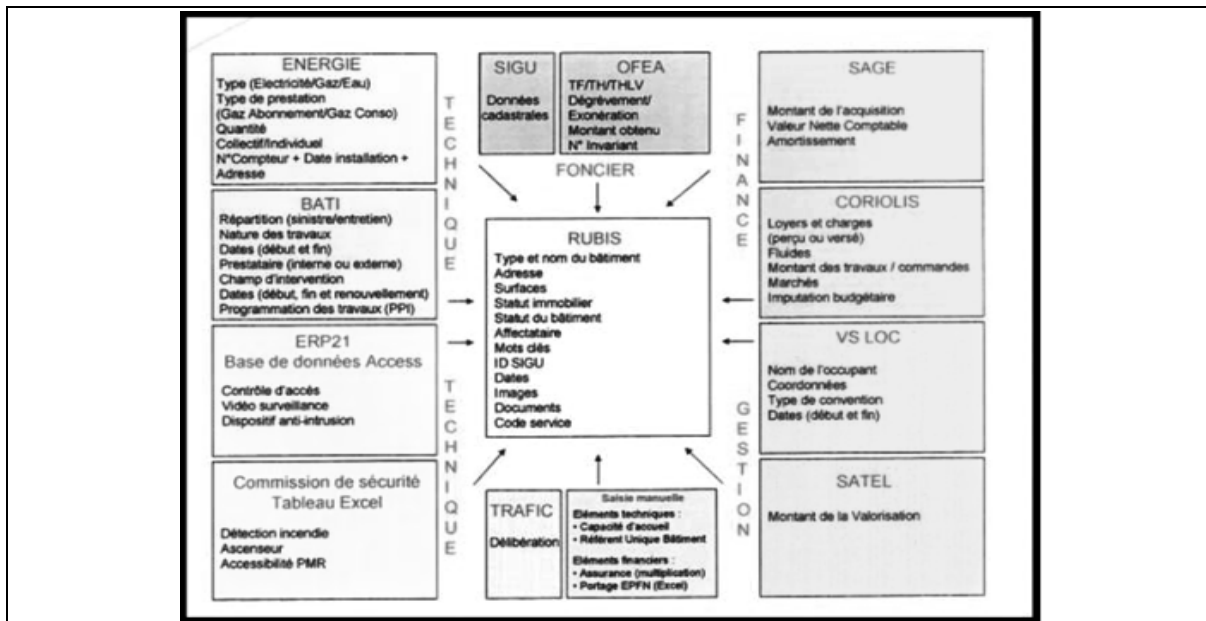 ENERGIE
Type (Electricité/Gaz/Eau)
Type de prestation
(Gaz Abonnement/Gaz Conso)
Quantité
Collectif/Individuel
N°Compteur + Date installation +
Adresse
BATI
Répartition (sinistre/entretien)
Nature des travaux
Dates (début et fin)
Prestataire (interne ou externe)
Champ d'intervention
Dates (début, fin et renouvellement)
Programmation des travaux (PPI)
ERP21
Base de données Access
Contrôle d'accès
Vidéo surveillance
Dispositif anti-intrusion
Commission de sécurité
Tableau Excel
Détection incendie
Ascenseur
Accessibilité PMR
TECHNIQUE
TECHNIQUE
SIGU
Données
cadastrales
OFEA
TF/TH/THLV
Dégrèvement/
Exonération
Montant obtenu
N° Invariant
FONCIER
RUBIS
Type et nom du bâtiment
Adresse
Surfaces
Statut immobilier
Statut du bâtiment
Affectataire
Mots clés
ID SIGU
Dates
Images
Documents
Code service
TRAFIC
Délibération
Saisie manuelle
Eléments techniques :
• Capacité d'accueil
• Référent Unique Bâtiment
Eléments financiers :
• Assurance (multiplication)
• Portage EPFN (Excel)
FINANCE
GESTION
SAGE
Montant de l'acquisition
Valeur Nette Comptable
Amortissement
CORIOLIS
Loyers et charges
(perçu ou versé)
Fluides
Montant des travaux / commandes
Marchés
Imputation budgétaire
VS LOC
Nom de l'occupant
Coordonnées
Type de convention
Dates (début et fin)
SATEL
Montant de la Valorisation